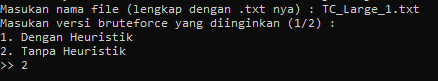 Masukan nama file (lengkap dengan .txt nya) : TC_Large_1.txt
Masukan versi bruteforce yang diinginkan (1/2) :
1. Dengan Heuristik
2. Tanpa Heuristik
>> 2